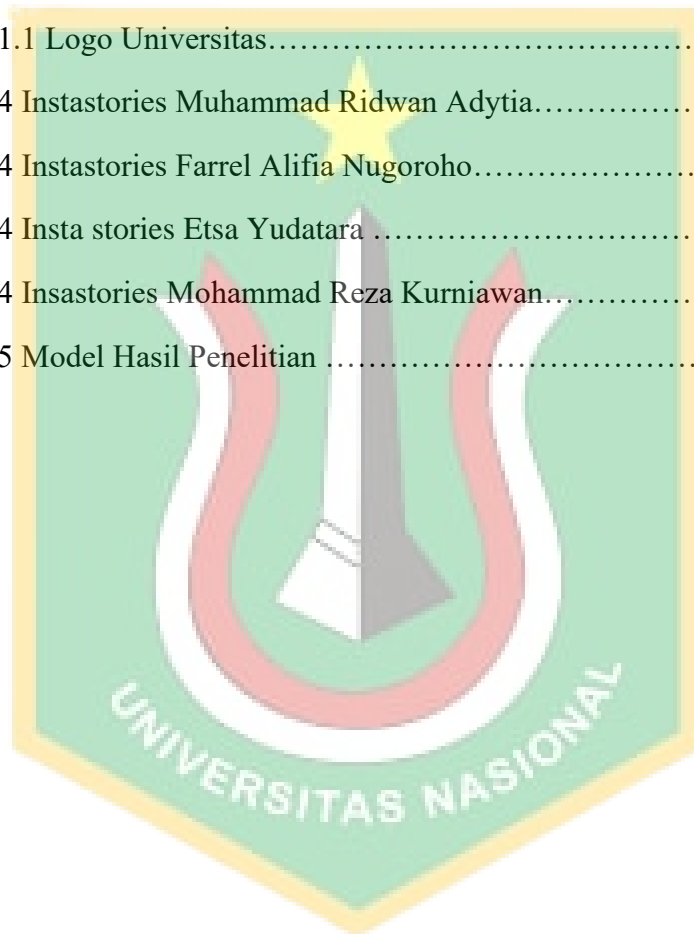 1.1 Logo Universitas……………………………………
4 Instastories Muhammad Ridwan Adytia……………
4 Instastories Farrel Alifia Nugoroho…………………
4 Insta stories Etsa Yudatara …………………………
4 Insastories Mohammad Reza Kurniawan……………
5 Model Hasil Penelitian ………………………………
UNIVERSITAS NASIONAL